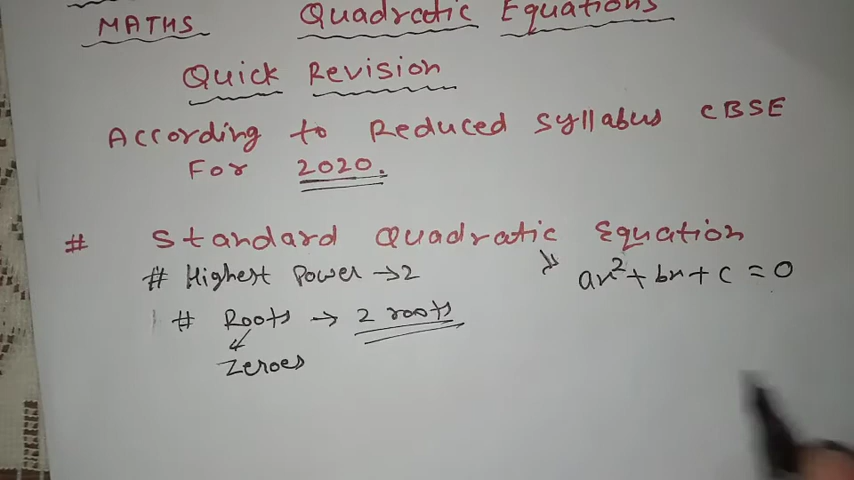 MATHS
Quadratic Equations
Quick Revision
According to Reduced Syllabus CBSE
For 2020.
# Standard Quadratic Equation
# Highest Power → 2
ax²+bx+c=0
# Roots → 2 roots
Zeroes